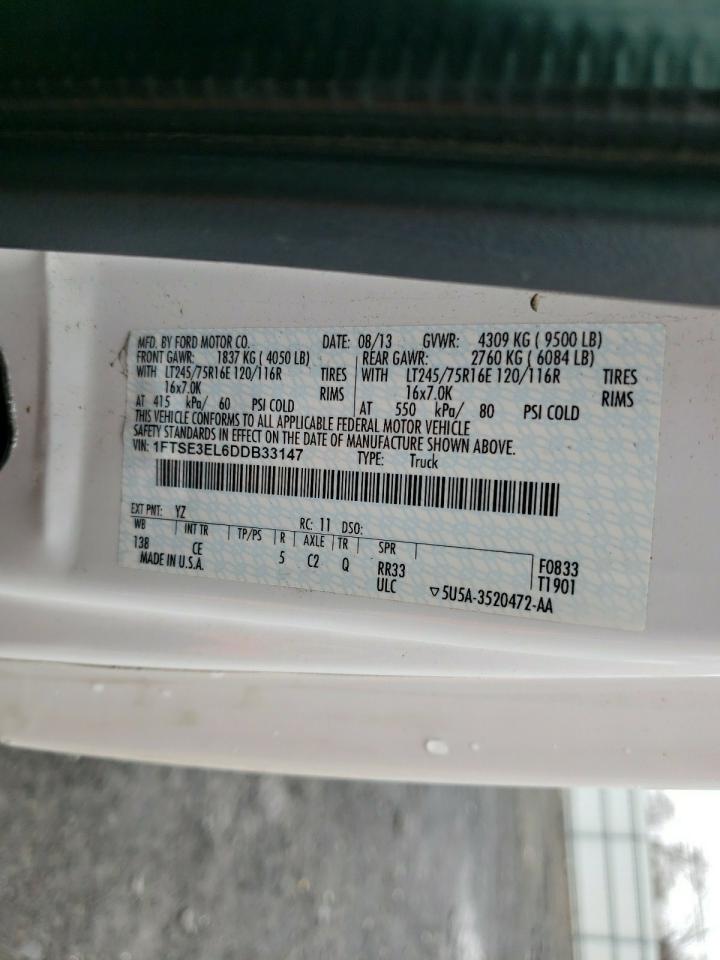 MFD. BY FORD MOTOR CO. DATE: 08/13 GVWR: 4309 KG ( 9500 LB)
FRONT GAWR: 1837 KG ( 4050 LB) REAR GAWR: 2760 KG ( 6084 LB)
WITH LT245/75R16E 120/116R TIRES WITH LT245/75R16E 120/116R TIRES
16x7.0K RIMS 16x7.0K RIMS
AT 415 kPa/ 60 PSI COLD AT 550 kPa/ 80 PSI COLD
THIS VEHICLE CONFORMS TO ALL APPLICABLE FEDERAL MOTOR VEHICLE
SAFETY STANDARDS IN EFFECT ON THE DATE OF MANUFACTURE SHOWN ABOVE.
VIN: 1FTSE3EL6DDB33147 TYPE: Truck
EXT PNT: YZ RC: 11 DSO:
WB INT TR TP/PS R AXLE TR SPR
138 CE 5 C2 Q RR33 F0833
MADE IN U.S.A. ULC T1901
▽5U5A-3520472-AA